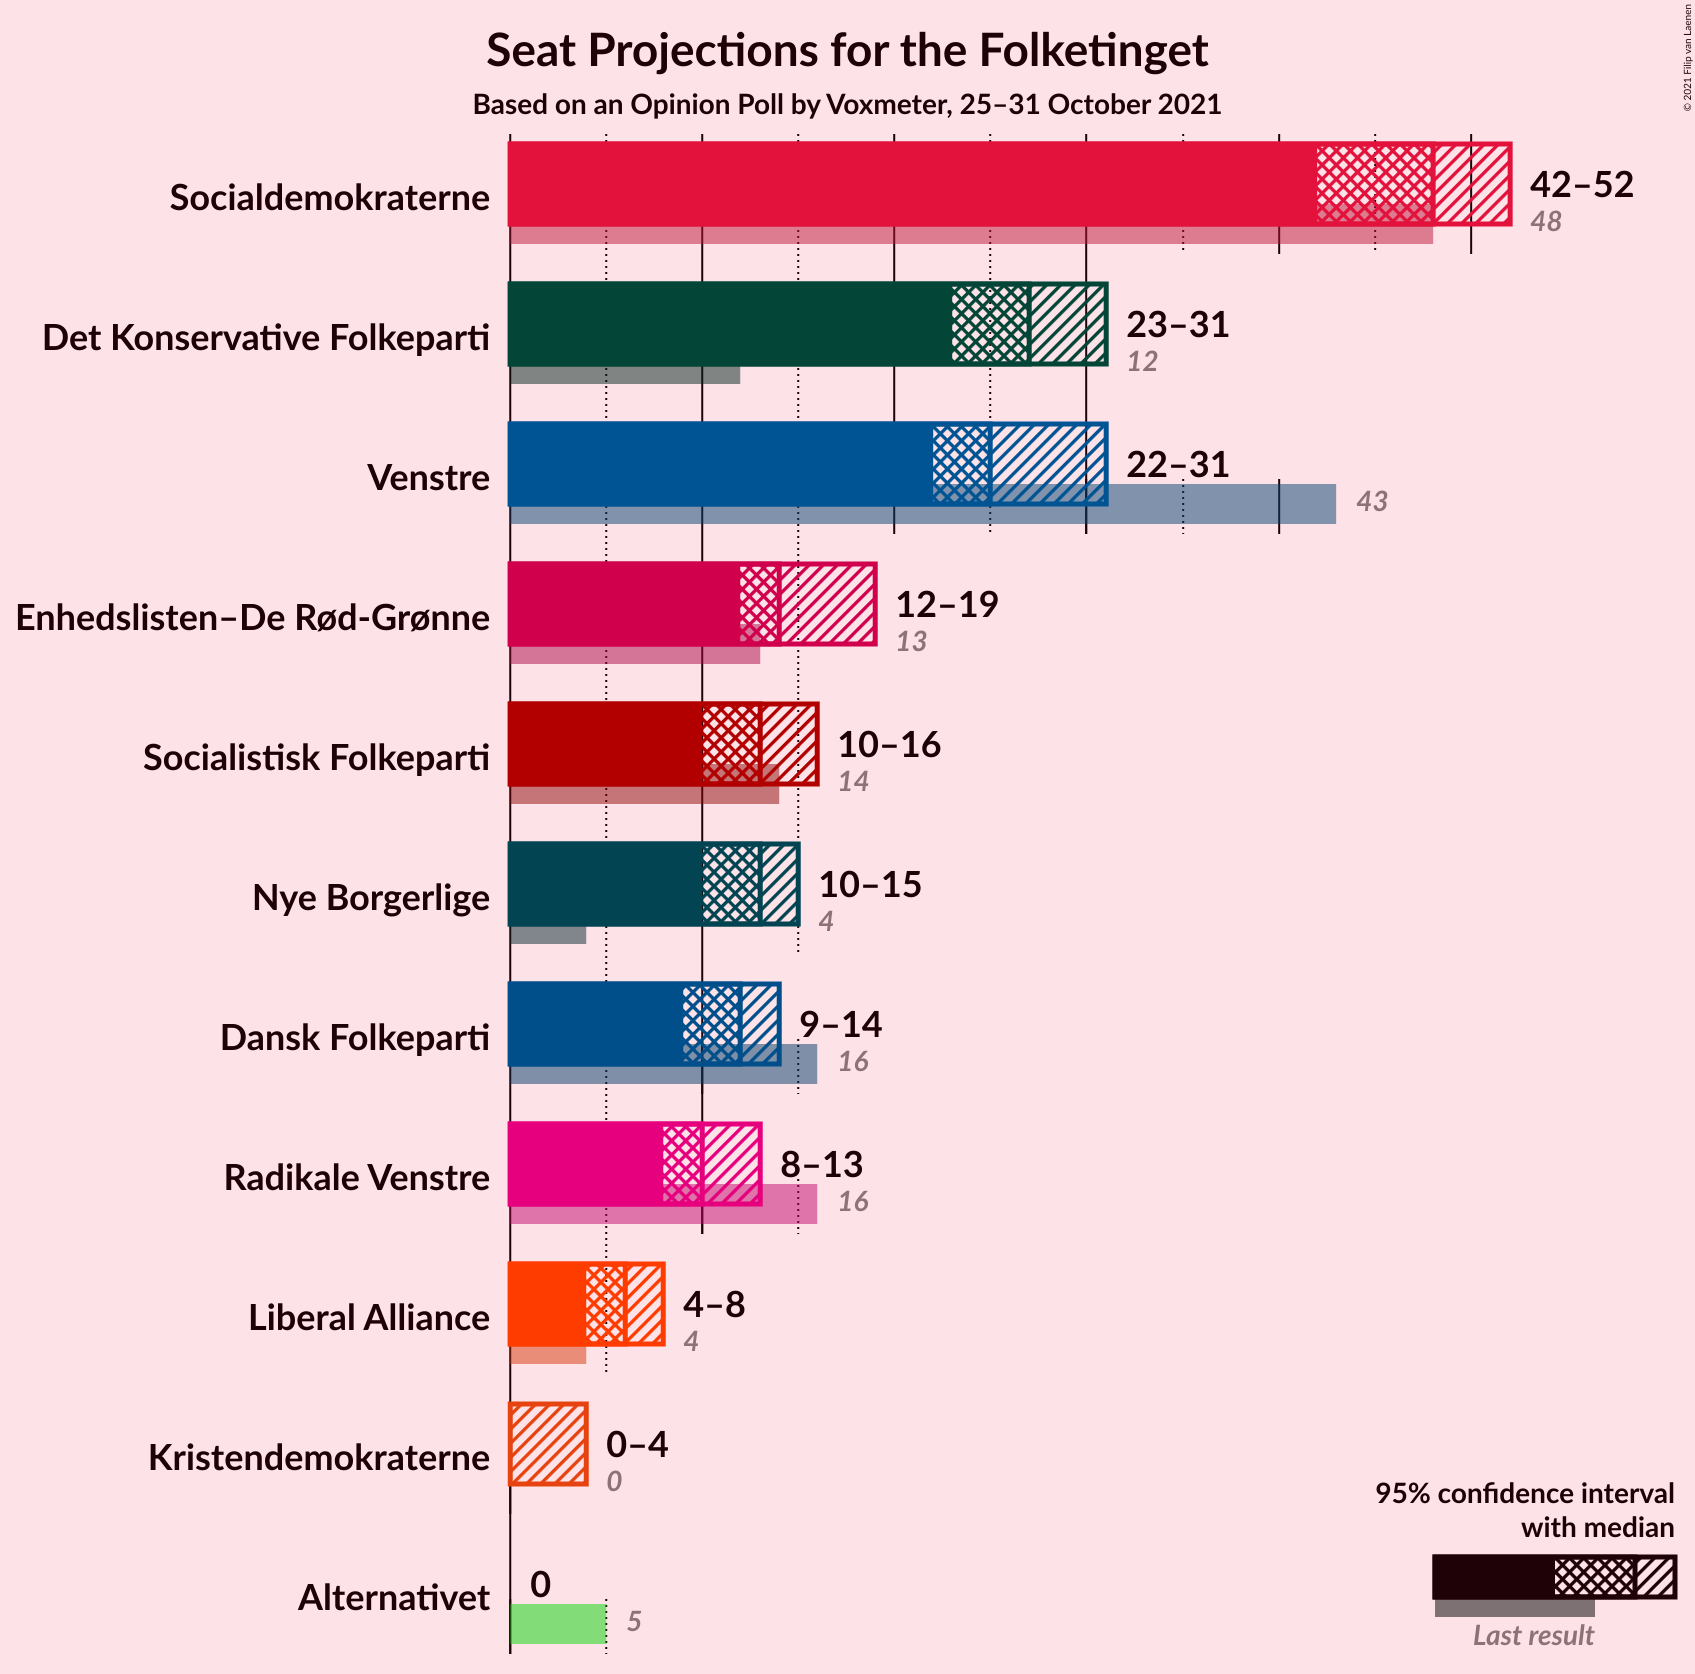 Seat Projections for the Folketinget
Based on an Opinion Poll by Voxmeter, 25–31 October 2021
© 2021 Filip van Laenen
Socialdemokraterne
42–52
48
Det Konservative Folkeparti
23–31
12
Venstre
22–31
43
Enhedslisten–De Rød-Grønne
12–19
13
Socialistisk Folkeparti
10–16
14
Nye Borgerlige
10–15
4
Dansk Folkeparti
9–14
16
Radikale Venstre
8–13
16
Liberal Alliance
4–8
4
Kristendemokraterne
0–4
0
Alternativet
0
5
95% confidence interval
with median
Last result